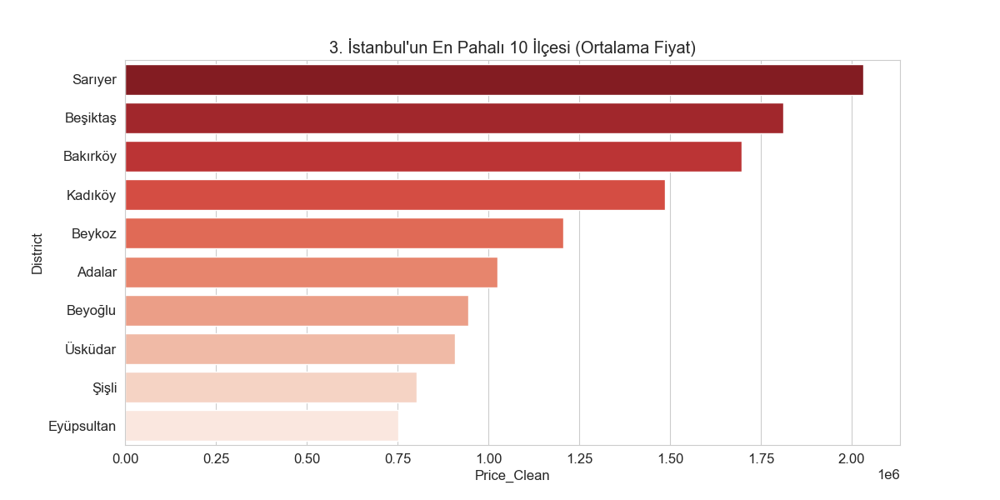 3. İstanbul'un En Pahalı 10 İlçesi (Ortalama Fiyat)
District
Sarıyer
Beşiktaş
Bakırköy
Kadıköy
Beykoz
Adalar
Beyoğlu
Üsküdar
Şişli
Eyüpsultan
0.00 0.25 0.50 0.75 1.00 1.25 1.50 1.75 2.00
Price_Clean
1e6